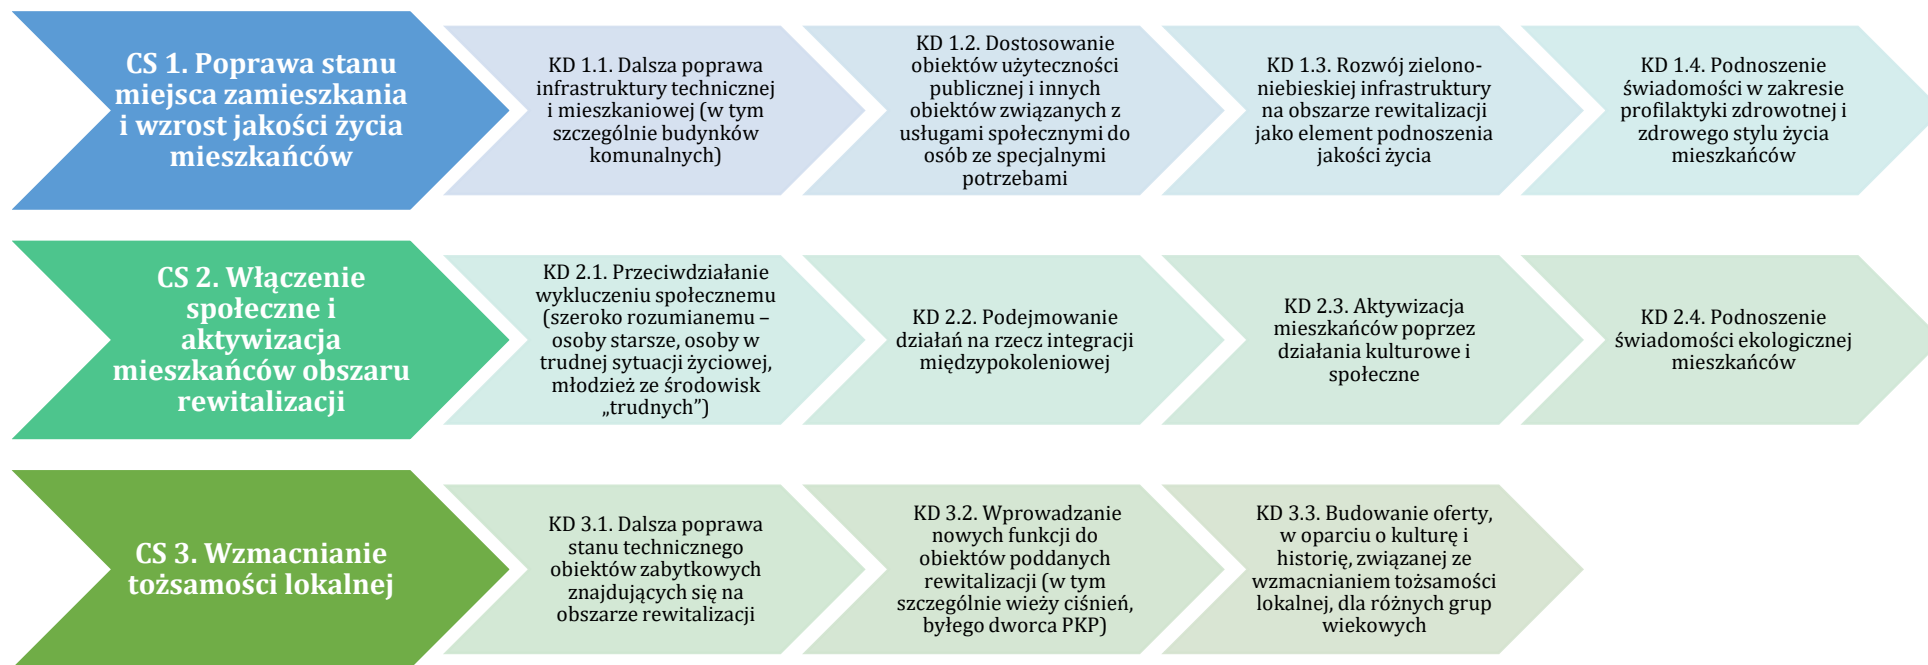 CS 1. Poprawa stanu
miejsca zamieszkania
i wzrost jakości życia
mieszkańców
KD 1.1. Dalsza poprawa
infrastruktury technicznej
i mieszkaniowej (w tym
szczególnie budynków
komunalnych)
KD 1.2. Dostosowanie
obiektów użyteczności
publicznej i innych
obiektów związanych z
usługami społecznymi do
osób ze specjalnymi
potrzebami
KD 1.3. Rozwój zielono-
niebieskiej infrastruktury
na obszarze rewitalizacji
jako element podnoszenia
jakości życia
KD 1.4. Podnoszenie
świadomości w zakresie
profilaktyki zdrowotnej i
zdrowego stylu życia
mieszkańców
CS 2. Włączenie
społeczne i
aktywizacja
mieszkańców obszaru
rewitalizacji
KD 2.1. Przeciwdziałanie
wykluczeniu społecznemu
(szeroko rozumianemu –
osoby starsze, osoby w
trudnej sytuacji życiowej,
młodzież ze środowisk
„trudnych”)
KD 2.2. Podejmowanie
działań na rzecz integracji
międzypokoleniowej
KD 2.3. Aktywizacja
mieszkańców poprzez
działania kulturowe i
społeczne
KD 2.4. Podnoszenie
świadomości ekologicznej
mieszkańców
CS 3. Wzmacnianie
tożsamości lokalnej
KD 3.1. Dalsza poprawa
stanu technicznego
obiektów zabytkowych
znajdujących się na
obszarze rewitalizacji
KD 3.2. Wprowadzanie
nowych funkcji do
obiektów poddanych
rewitalizacji (w tym
szczególnie wieży ciśnień,
byłego dworca PKP)
KD 3.3. Budowanie oferty,
w oparciu o kulturę i
historię, związanej ze
wzmacnianiem tożsamości
lokalnej, dla różnych grup
wiekowych